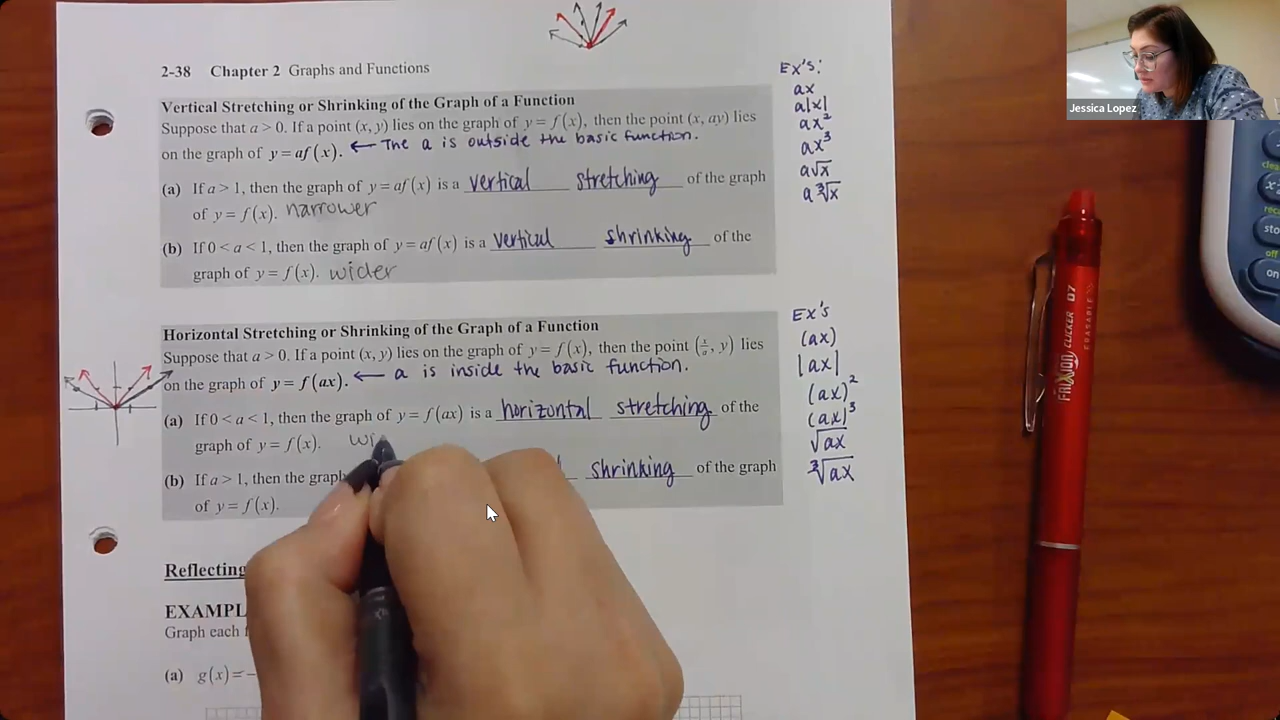 2-38 Chapter 2 Graphs and Functions
Vertical Stretching or Shrinking of the Graph of a Function
Suppose that a > 0. If a point (x, y) lies on the graph of y = f(x), then the point (x, ay) lies
on the graph of y = af(x). ← The a is outside the basic function.
(a) If a > 1, then the graph of y = af(x) is a vertical stretching of the graph
of y = f(x). narrower
(b) If 0 < a < 1, then the graph of y = af(x) is a vertical shrinking of the
graph of y = f(x). wider
Ex's:
ax
a|x|
ax²
ax³
a√x
a∛x
Horizontal Stretching or Shrinking of the Graph of a Function
Suppose that a > 0. If a point (x, y) lies on the graph of y = f(x), then the point (x/a, y) lies
on the graph of y = f(ax). ← a is inside the basic function.
(a) If 0 < a < 1, then the graph of y = f(ax) is a horizontal stretching of the
graph of y = f(x). wi
(b) If a > 1, then the graph shrinking of the graph
of y = f(x).
Ex's
(ax)
|ax|
(ax)²
(ax)³
√ax
∛ax
Reflecting
EXAMPL
Graph each
(a) g(x) = -
Jessica Lopez
FRIXION CLICKER 07
ERASABLE
sto
off
on